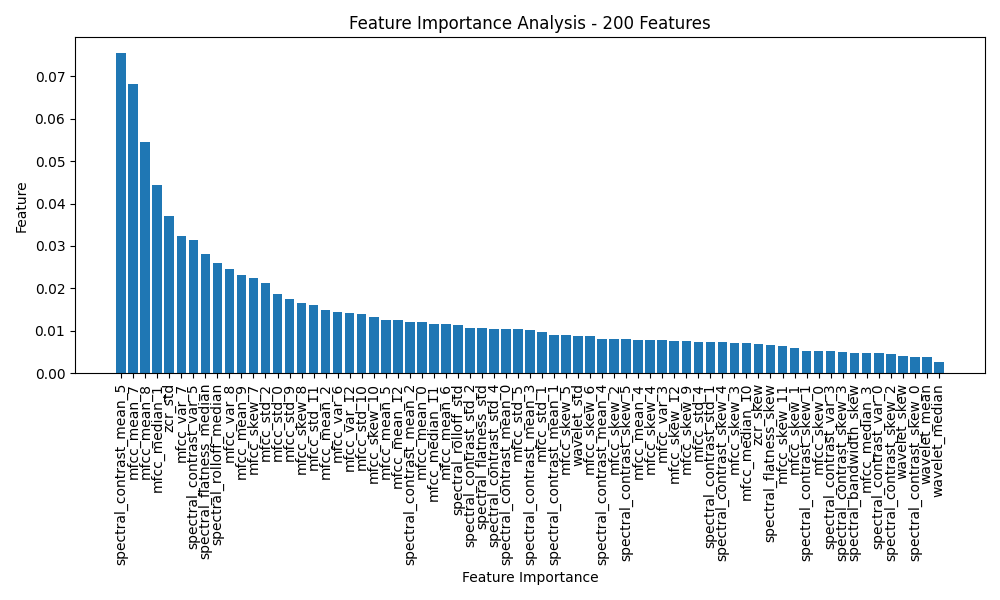 Feature Importance Analysis - 200 Features
Feature
0.07
0.06
0.05
0.04
0.03
0.02
0.01
0.00
spectral_contrast_mean_5
mfcc_mean_7
mfcc_mean_8
mfcc_median_1
zcr_std
mfcc_var_7
spectral_contrast_var_5
spectral_flatness_median
spectral_rolloff_median
mfcc_var_8
mfcc_mean_9
mfcc_skew_7
mfcc_std_2
mfcc_std_0
mfcc_std_9
mfcc_skew_8
mfcc_std_11
mfcc_mean_2
mfcc_var_6
mfcc_var_12
mfcc_std_10
mfcc_skew_10
mfcc_mean_5
mfcc_mean_12
spectral_contrast_mean_2
mfcc_mean_0
mfcc_median_11
mfcc_mean_6
spectral_rolloff_std
spectral_contrast_std_2
spectral_flatness_std
spectral_contrast_std_4
spectral_contrast_mean_0
mfcc_std_5
spectral_contrast_mean_3
mfcc_std_1
spectral_contrast_mean_1
mfcc_skew_5
wavelet_std
mfcc_skew_6
spectral_contrast_mean_4
mfcc_skew_2
spectral_contrast_skew_5
mfcc_mean_4
mfcc_skew_4
mfcc_var_3
mfcc_skew_12
mfcc_skew_9
mfcc_std_4
spectral_contrast_std_1
spectral_contrast_skew_4
mfcc_skew_3
mfcc_median_10
zcr_skew
spectral_flatness_skew
mfcc_skew_11
mfcc_skew_1
spectral_contrast_skew_1
mfcc_skew_0
spectral_contrast_var_3
spectral_contrast_skew_3
spectral_bandwidth_skew
mfcc_median_3
spectral_contrast_var_0
spectral_contrast_skew_2
wavelet_skew
spectral_contrast_skew_0
wavelet_mean
wavelet_median
Feature Importance